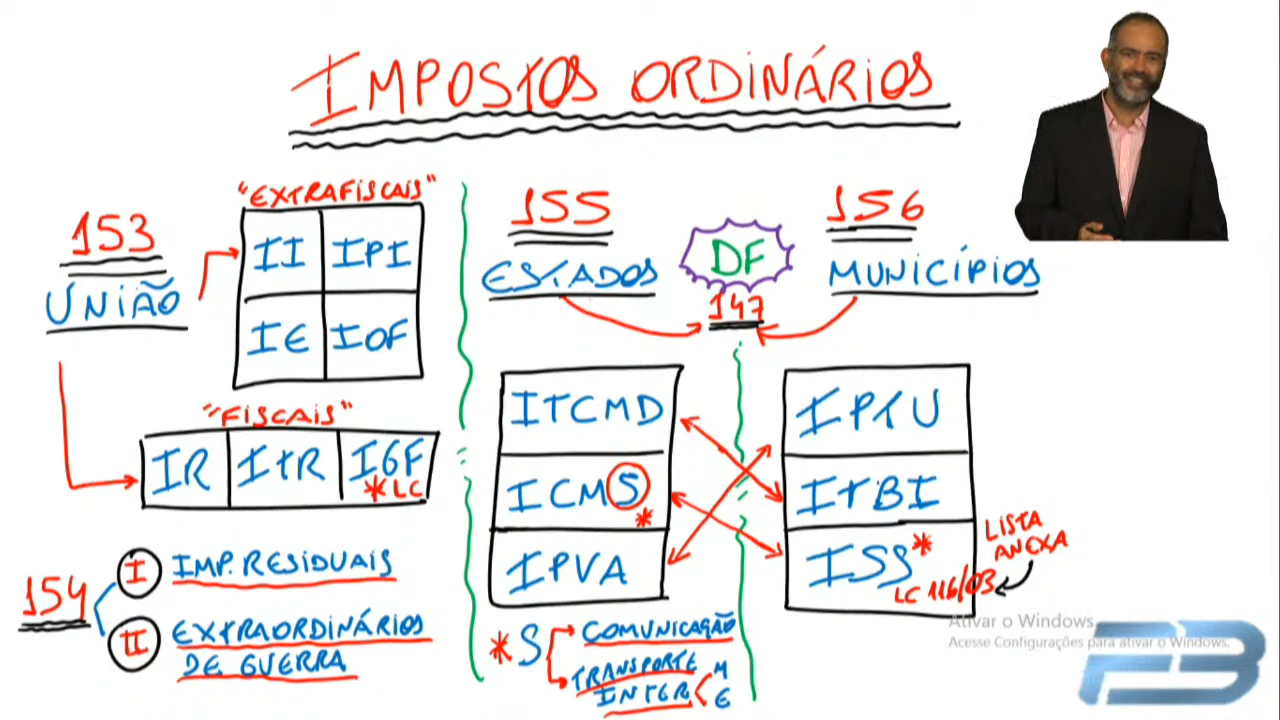 IMPOSTOS ORDINÁRIOS
153
UNIÃO
"EXTRAFISCAIS"
II IPI
IE IOF
"FISCAIS"
IR ITR IGF
* LC
154
I IMP. RESIDUAIS
II EXTRAORDINÁRIOS
DE GUERRA
155
ESTADOS
DF
147
156
MUNICÍPIOS
ITCMD
ICMS
*
IPVA
* S COMUNICAÇÃO
TRANSPORTE
INTER M
E
IPTU
ITBI
ISS *
LC 116/03
LISTA
ANEXA
Ativar o Windows
Acesse Configurações para ativar o Windows.